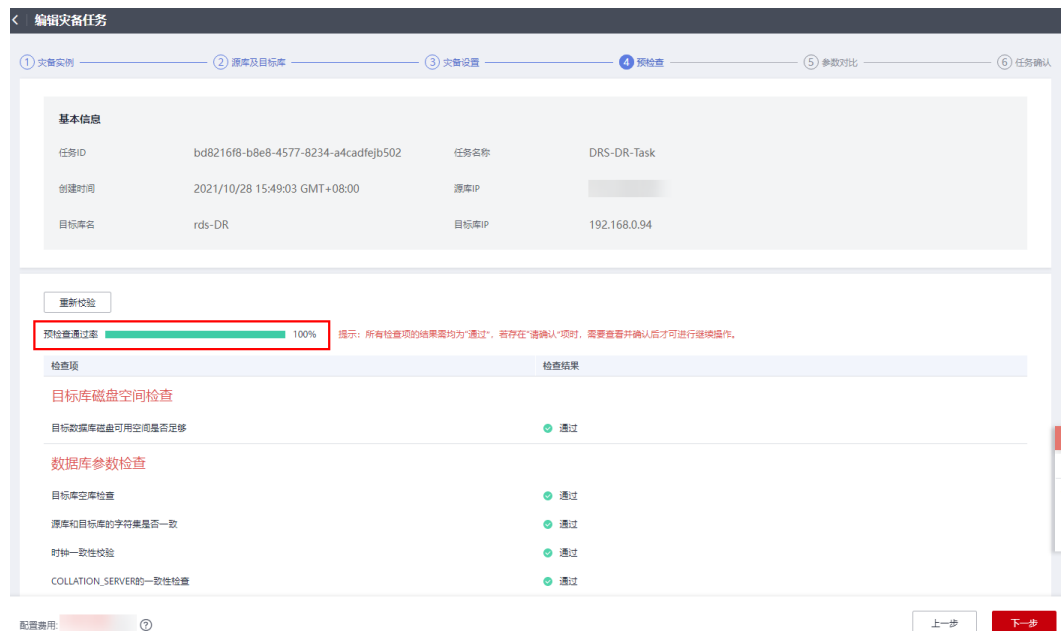 < 编辑灾备任务
1 灾备实例 2 源库及目标库 3 灾备设置 4 预检查 5 参数对比 6 任务确认
基本信息
任务ID bd8216f8-b8e8-4577-8234-a4cadfejb502 任务名称 DRS-DR-Task
创建时间 2021/10/28 15:49:03 GMT+08:00 源库IP
目标库名 rds-DR 目标库IP 192.168.0.94
重新校验
预检查通过率 100% 提示：所有检查项的结果需均为"通过"，若存在"请确认"项时，需要查看并确认后才可进行继续操作。
检查项 检查结果
目标库磁盘空间检查
目标数据库磁盘可用空间是否足够 通过
数据库参数检查
目标库空库检查 通过
源库和目标库的字符集是否一致 通过
时钟一致性校验 通过
COLLATION_SERVER的一致性检查 通过
配置费用: ?
上一步 下一步